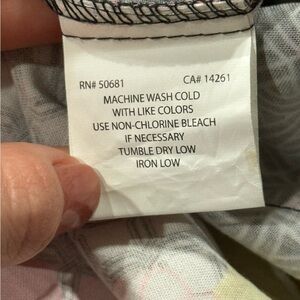 RN# 50681 CA# 14261
MACHINE WASH COLD
WITH LIKE COLORS
USE NON-CHLORINE BLEACH
IF NECESSARY
TUMBLE DRY LOW
IRON LOW